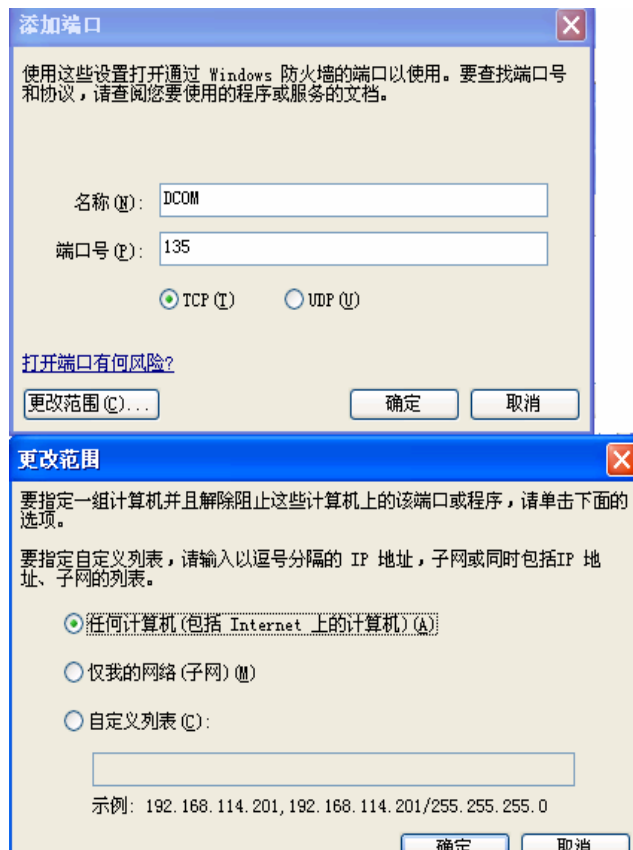 添加端口
使用这些设置打开通过 Windows 防火墙的端口以使用。要查找端口号
和协议，请查阅您要使用的程序或服务的文档。
名称(N): DCOM
端口号(P): 135
TCP(T) UDP(U)
打开端口有何风险?
更改范围(C)... 确定 取消
更改范围
要指定一组计算机并且解除阻止这些计算机上的该端口或程序，请单击下面的
选项。
要指定自定义列表，请输入以逗号分隔的 IP 地址，子网或同时包括IP 地
址、子网的列表。
任何计算机(包括 Internet 上的计算机)(A)
仅我的网络(子网)(M)
自定义列表(C):
示例: 192.168.114.201,192.168.114.201/255.255.255.0
确定 取消